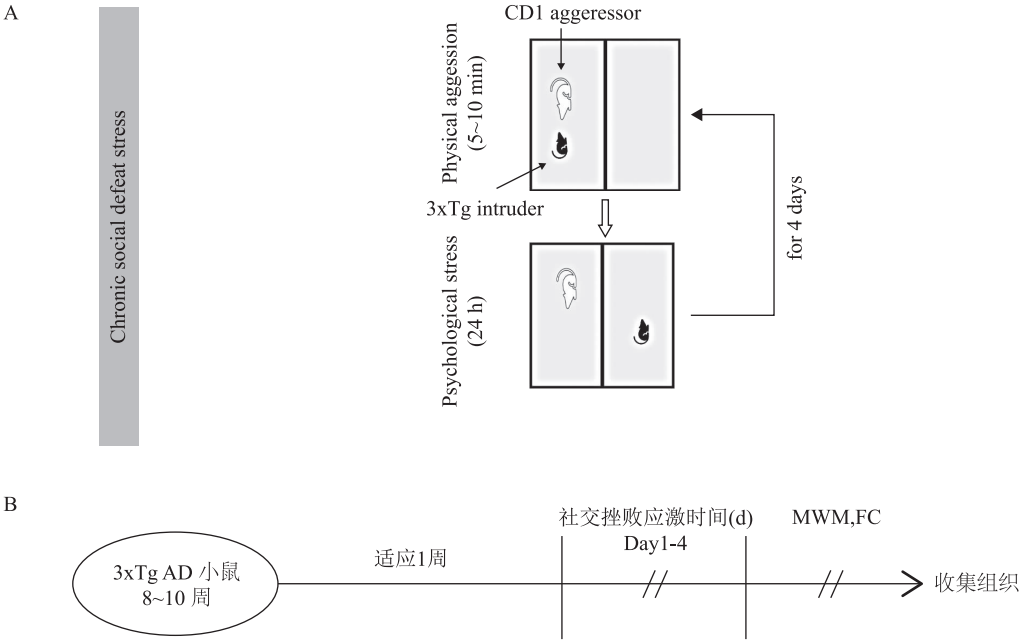 A
CD1 aggeressor
Physical aggession
(5~10 min)
3xTg intruder
Chronic social defeat stress
for 4 days
Psychological stress
(24 h)
B
社交挫败应激时间(d)
MWM,FC
Day1-4
适应1周
3xTg AD 小鼠
8~10 周
收集组织